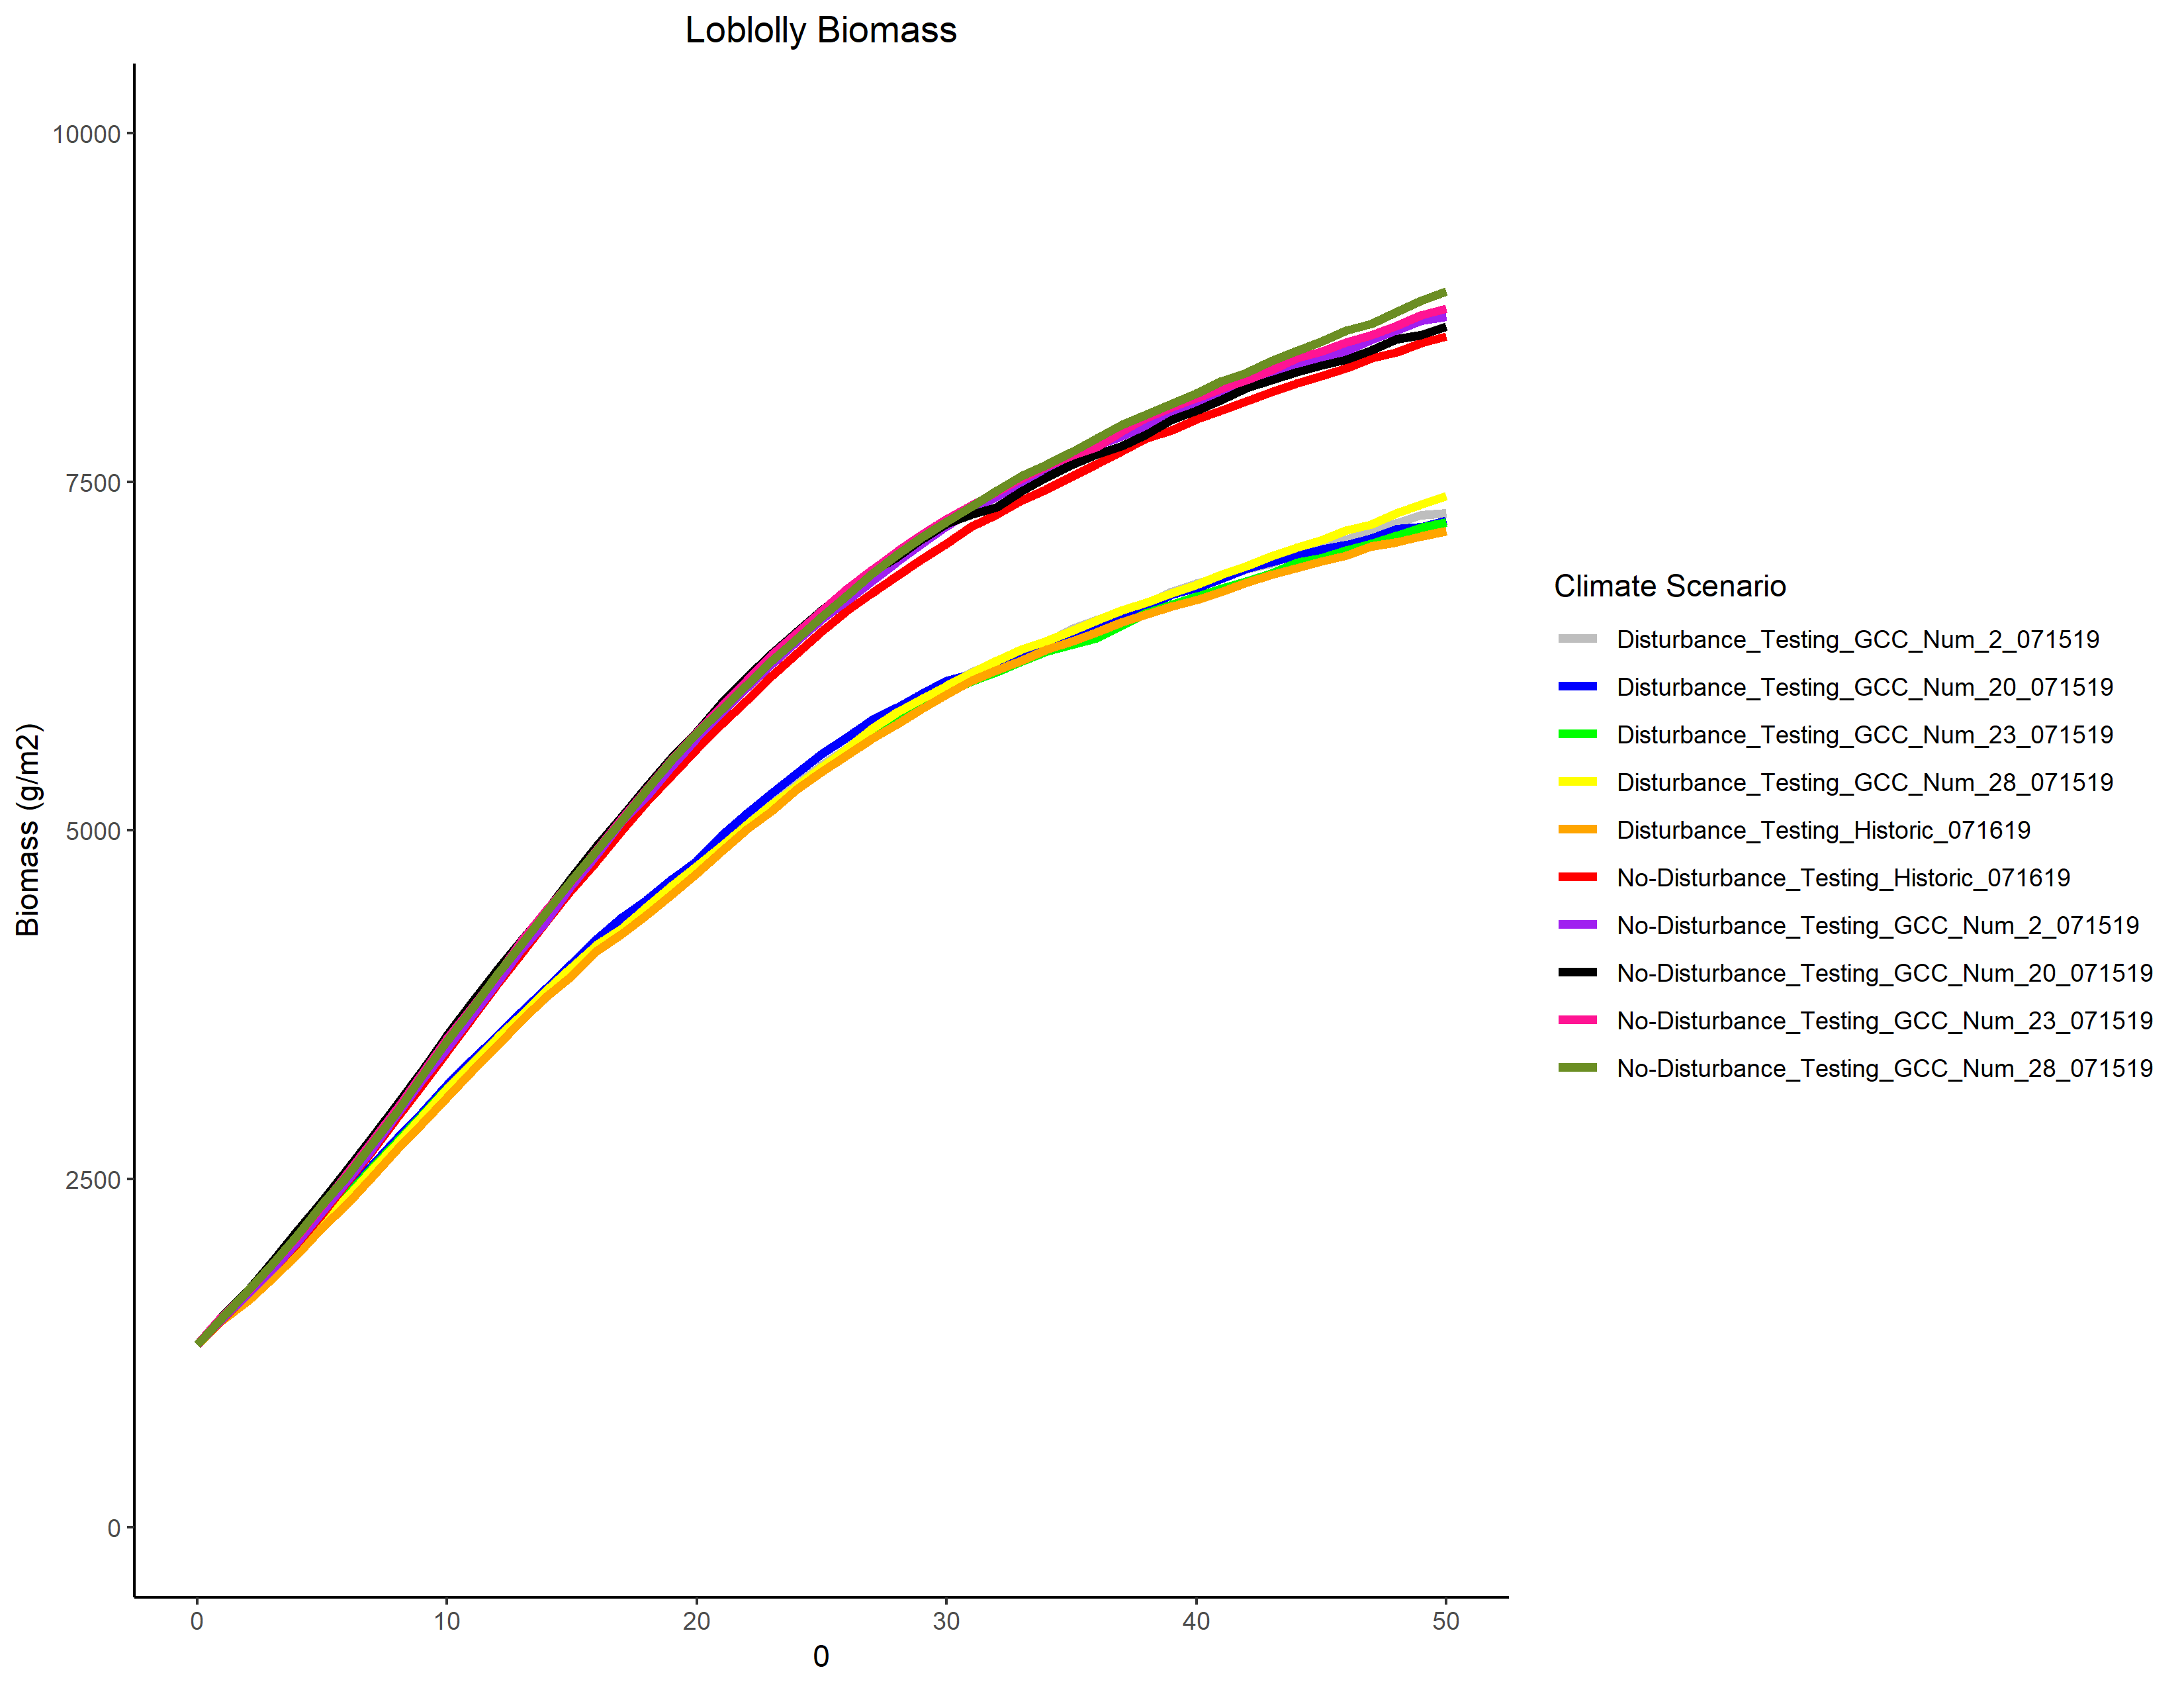 Loblolly Biomass
10000
7500
5000
2500
0
Biomass (g/m2)
0 10 20 30 40 50
0
Climate Scenario
Disturbance_Testing_GCC_Num_2_071519
Disturbance_Testing_GCC_Num_20_071519
Disturbance_Testing_GCC_Num_23_071519
Disturbance_Testing_GCC_Num_28_071519
Disturbance_Testing_Historic_071619
No-Disturbance_Testing_Historic_071619
No-Disturbance_Testing_GCC_Num_2_071519
No-Disturbance_Testing_GCC_Num_20_071519
No-Disturbance_Testing_GCC_Num_23_071519
No-Disturbance_Testing_GCC_Num_28_071519